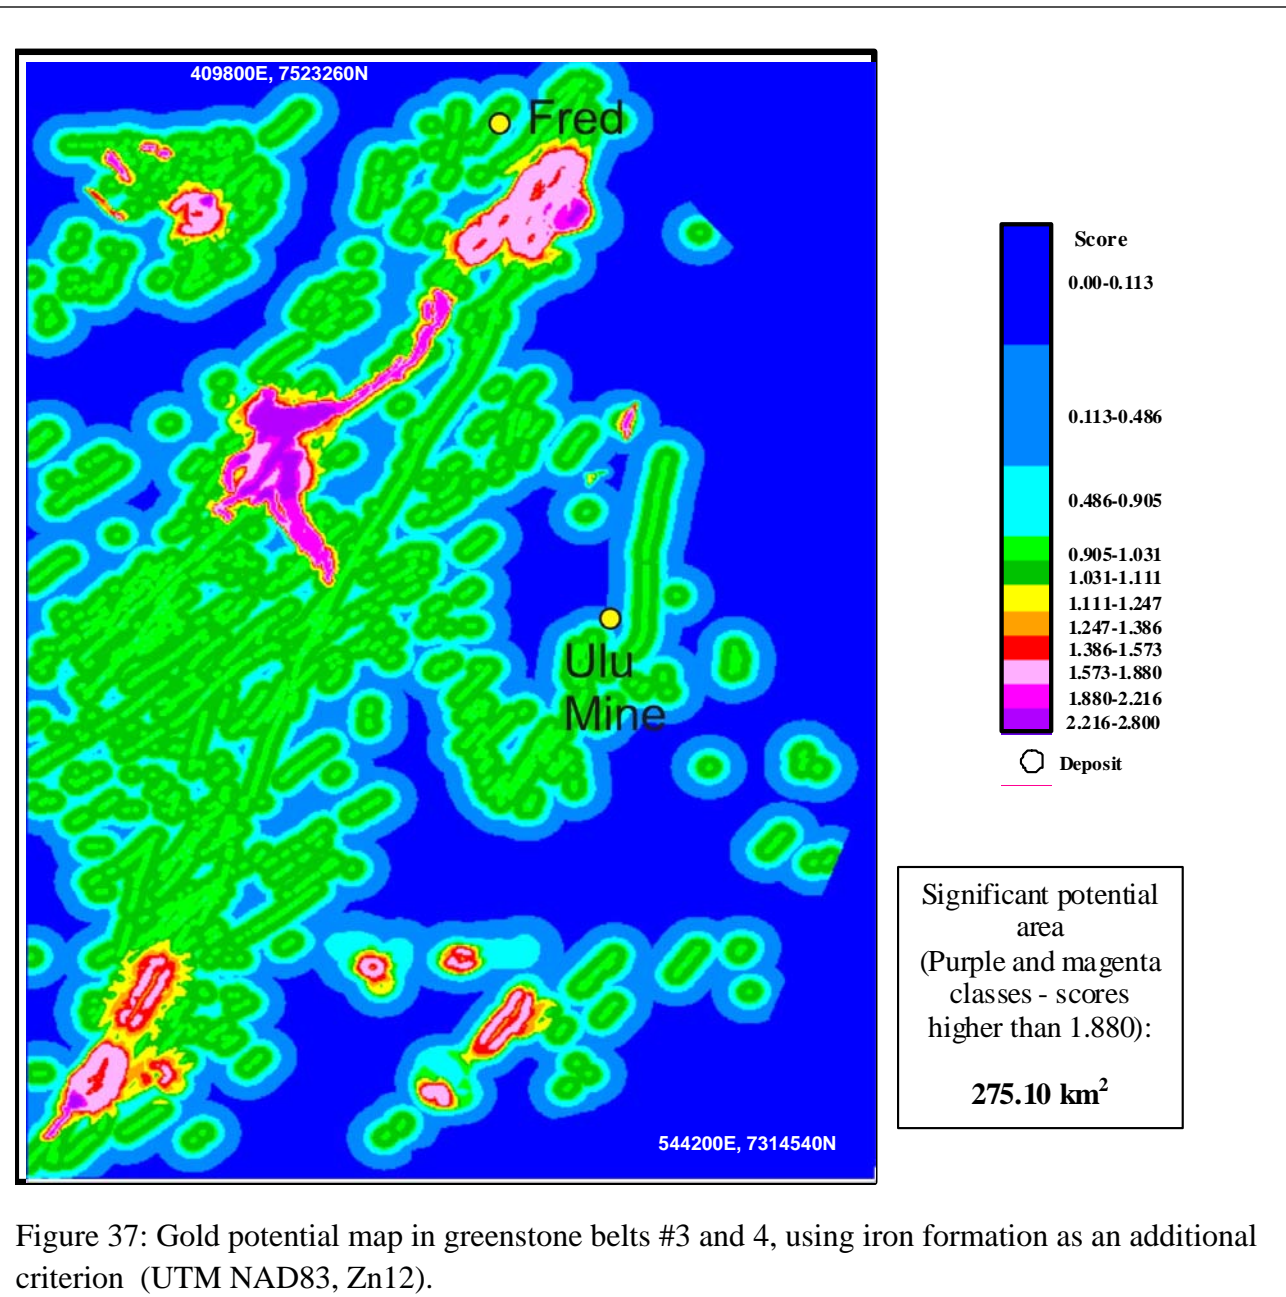 409800E, 7523260N
Fred
Ulu
Mine
544200E, 7314540N
Score
0.00-0.113
0.113-0.486
0.486-0.905
0.905-1.031
1.031-1.111
1.111-1.247
1.247-1.386
1.386-1.573
1.573-1.880
1.880-2.216
2.216-2.800
Deposit
Significant potential
area
(Purple and magenta
classes - scores
higher than 1.880):
275.10 km²
Figure 37: Gold potential map in greenstone belts #3 and 4, using iron formation as an additional
criterion (UTM NAD83, Zn12).